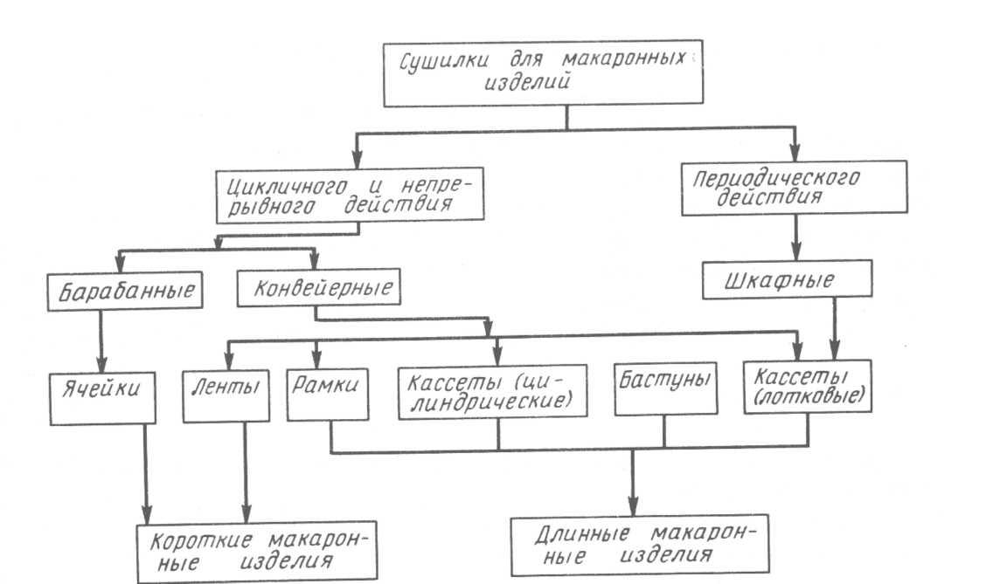 Сушилки для макаронных
изделий
Цикличного и непре-
рывного действия
Периодического
действия
Барабанные
Конвейерные
Шкафные
Ячейки
Ленты
Рамки
Кассеты (ци-
линдрические)
Бастуны
Кассеты
(лотковые)
Короткие макарон-
ные изделия
Длинные макарон-
ные изделия